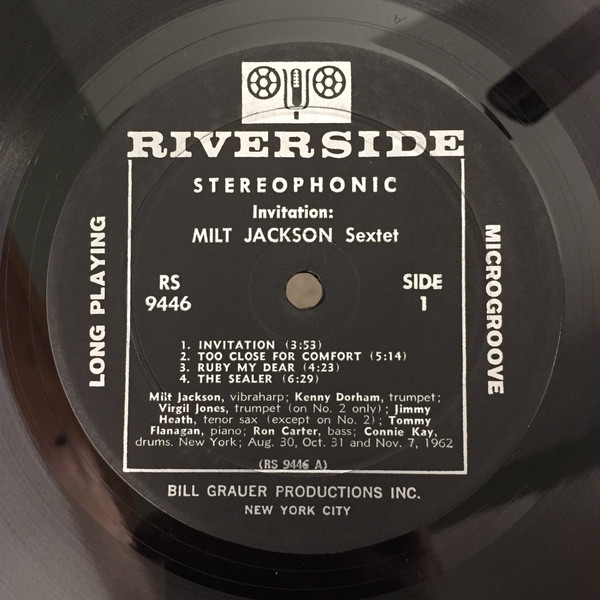 RIVERSIDE
STEREOPHONIC
Invitation:
MILT JACKSON Sextet
RS
9446
SIDE
1
LONG PLAYING
MICROGROOVE
1. INVITATION (3:53)
2. TOO CLOSE FOR COMFORT (5:14)
3. RUBY MY DEAR (4:23)
4. THE SEALER (6:29)
Milt Jackson, vibraharp; Kenny Dorham, trumpet;
Virgil Jones, trumpet (on No. 2 only); Jimmy
Heath, tenor sax (except on No. 2); Tommy
Flanagan, piano; Ron Carter, bass; Connie Kay,
drums. New York; Aug. 30, Oct. 31 and Nov. 7, 1962
(RS 9446 A)
BILL GRAUER PRODUCTIONS INC.
NEW YORK CITY